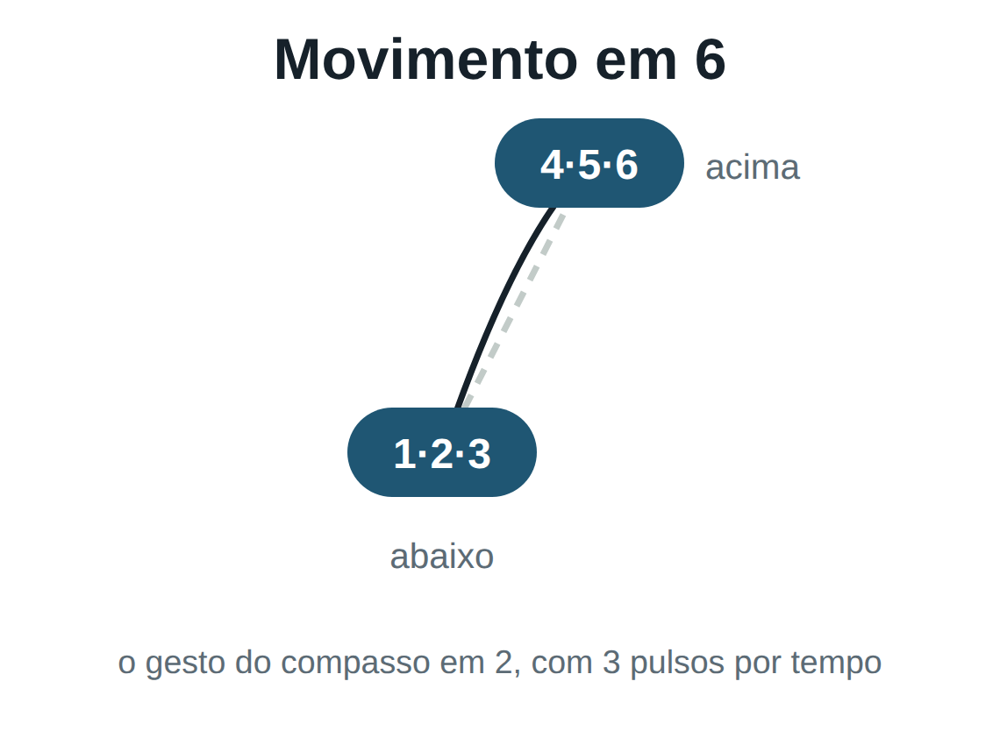 Movimento em 6
4·5·6
acima
1·2·3
abaixo
o gesto do compasso em 2, com 3 pulsos por tempo